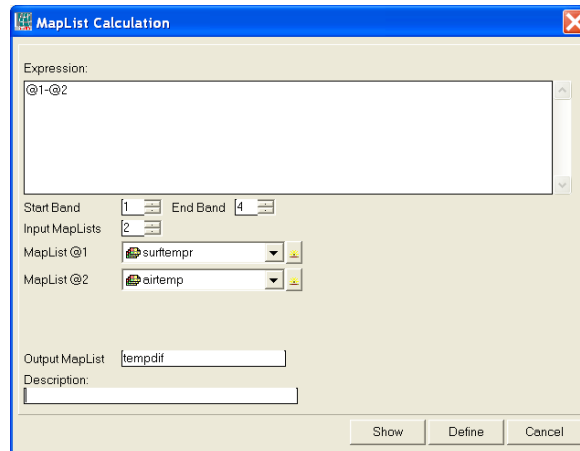 MapList Calculation
Expression:
@1-@2
Start Band 1 End Band 4
Input MapLists 2
MapList @1 surftempr
MapList @2 airtemp
Output MapList tempdif
Description:
Show Define Cancel